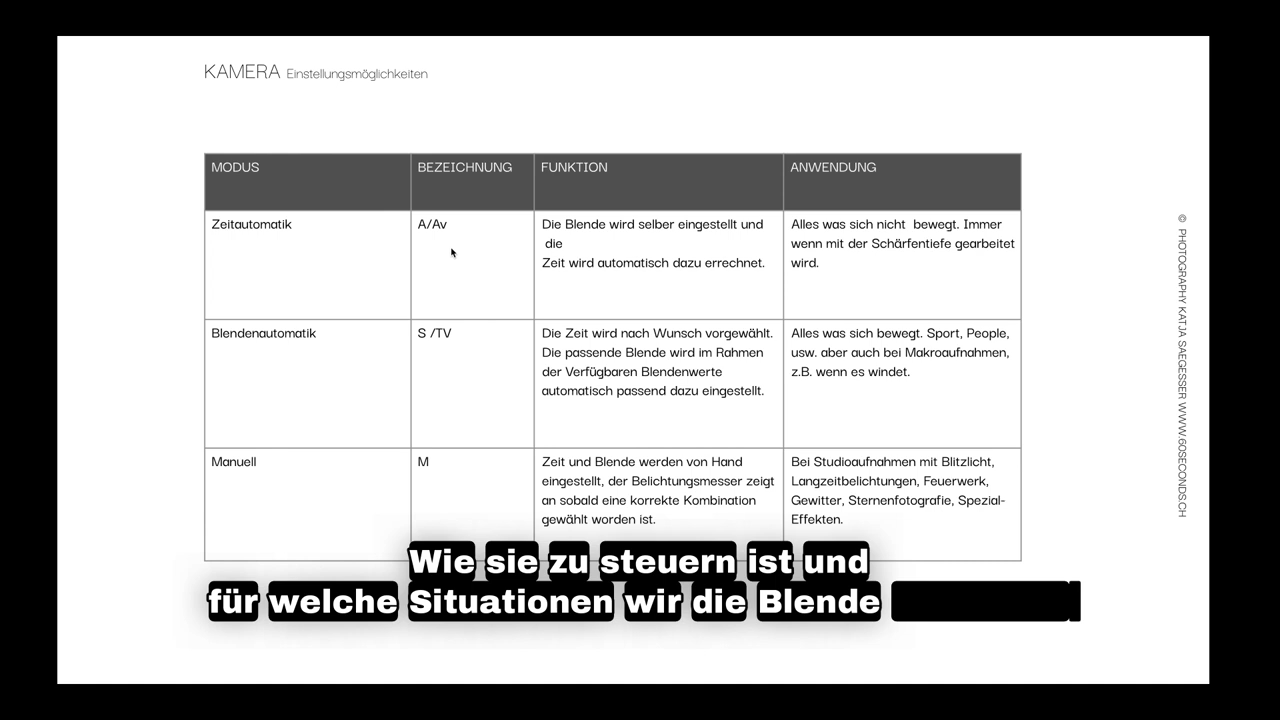 KAMERA Einstellungsmöglichkeiten
MODUS BEZEICHNUNG FUNKTION ANWENDUNG
Zeitautomatik
A/Av
Die Blende wird selber eingestellt und
die
Zeit wird automatisch dazu errechnet.
Alles was sich nicht bewegt. Immer
wenn mit der Schärfentiefe gearbeitet
wird.
Blendenautomatik
S /TV
Die Zeit wird nach Wunsch vorgewählt.
Die passende Blende wird im Rahmen
der Verfügbaren Blendenwerte
automatisch passend dazu eingestellt.
Alles was sich bewegt. Sport, People,
usw. aber auch bei Makroaufnahmen,
z.B. wenn es windet.
Manuell
M
Zeit und Blende werden von Hand
eingestellt, der Belichtungsmesser zeigt
an sobald eine korrekte Kombination
gewählt worden ist.
Bei Studioaufnahmen mit Blitzlicht,
Langzeitbelichtungen, Feuerwerk,
Gewitter, Sternenfotografie, Spezial-
Effekten.
Wie sie zu steuern ist und
für welche Situationen wir die Blende
© PHOTOGRAPHY KATJA SAEGESSER WWW.60SECONDS.CH